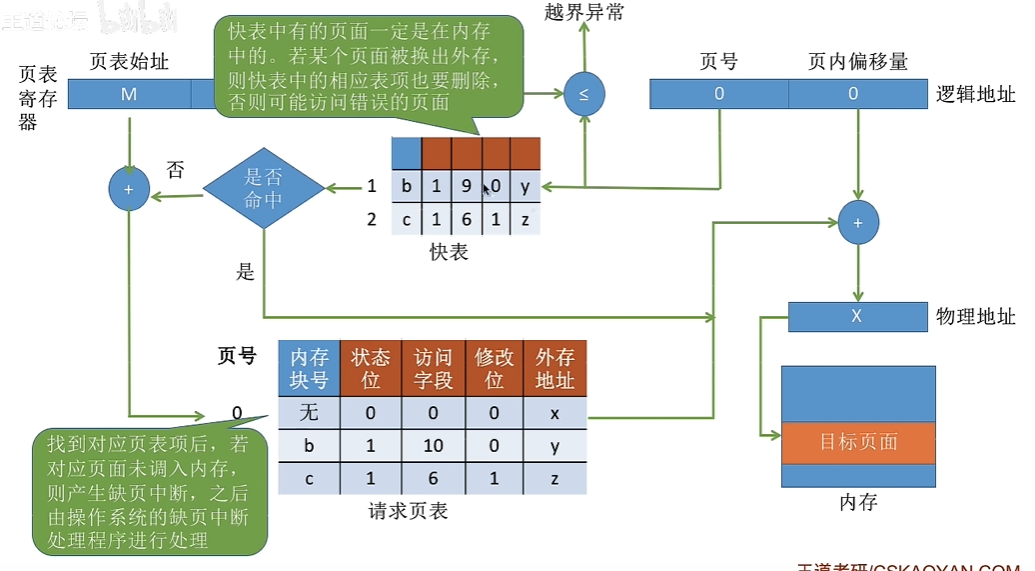 越界异常
快表中有的页面一定是在内存
中的。若某个页面被换出外存，
则快表中的相应表项也要删除，
否则可能访问错误的页面
页表始址
页号
页内偏移量
页表
寄存
器
M
≤
0
0
逻辑地址
否
是否
命中
+
1
b
1
9
0
y
2
c
1
6
1
z
快表
+
是
X
物理地址
页号
内存
块号
状态
位
访问
字段
修改
位
外存
地址
0
无
0
0
0
x
b
1
10
0
y
c
1
6
1
z
请求页表
找到对应页表项后，若
对应页面未调入内存，
则产生缺页中断，之后
由操作系统的缺页中断
处理程序进行处理
目标页面
内存
王道考研/CSKAOYAN.COM